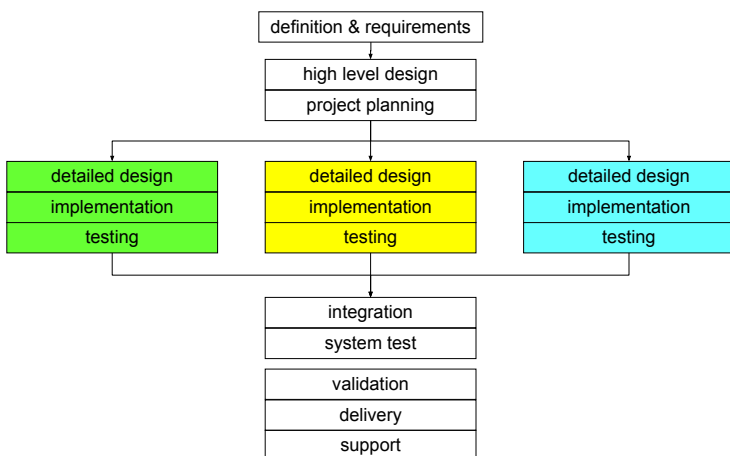 definition & requirements
high level design
project planning
detailed design
implementation
testing
detailed design
implementation
testing
detailed design
implementation
testing
integration
system test
validation
delivery
support